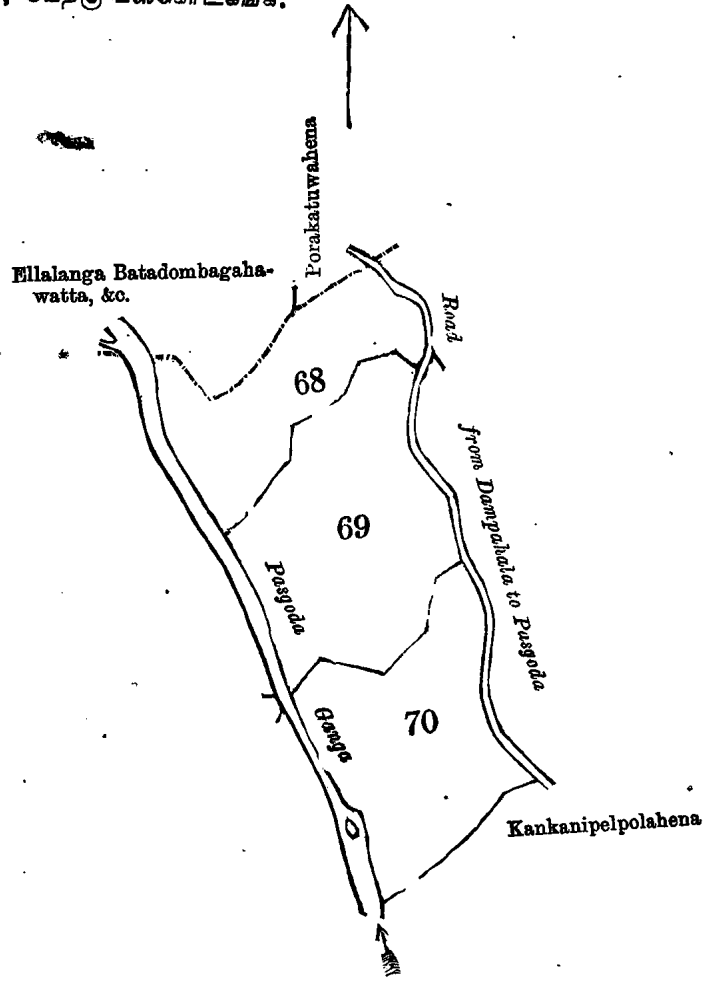 Porakatuwahena
Ellalanga Batadombagaha-
watta, &c.
Road
68
from Dampahala to Pasgoda
69
Pasgoda
Ganga
70
Kankanipelpolahena